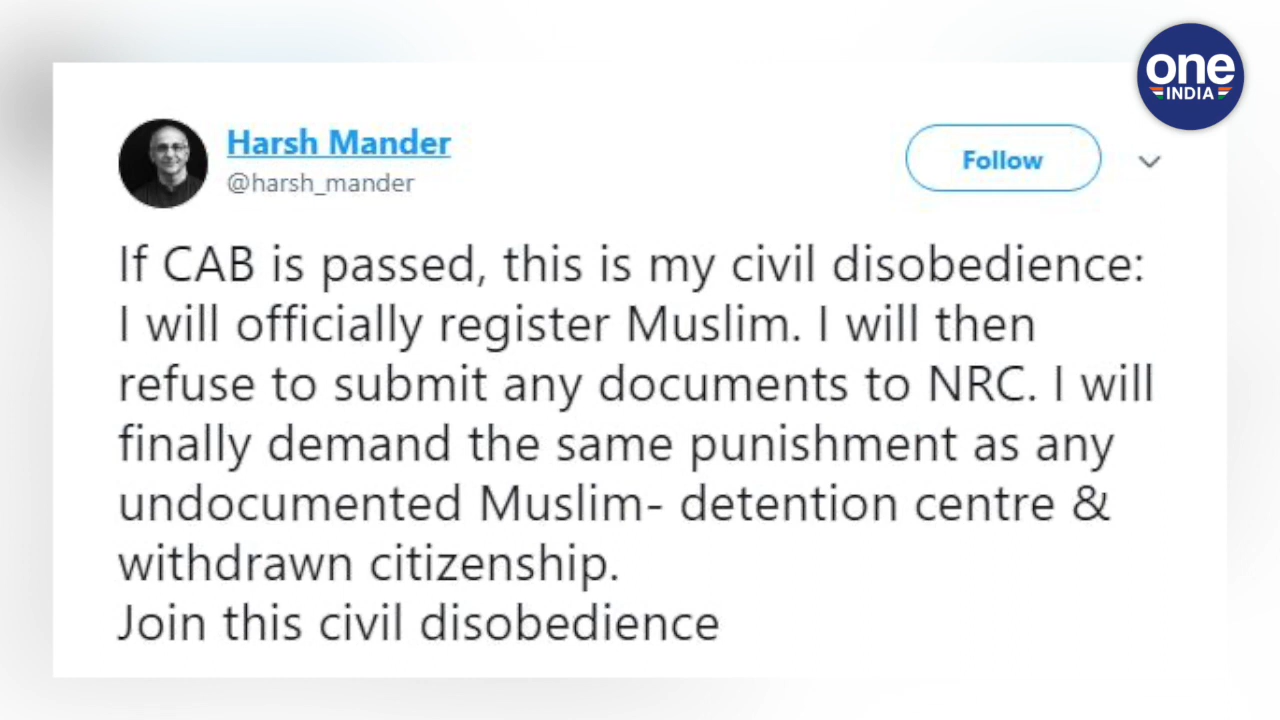 one
INDIA
Harsh Mander
@harsh_mander
Follow
If CAB is passed, this is my civil disobedience:
I will officially register Muslim. I will then
refuse to submit any documents to NRC. I will
finally demand the same punishment as any
undocumented Muslim- detention centre &
withdrawn citizenship.
Join this civil disobedience